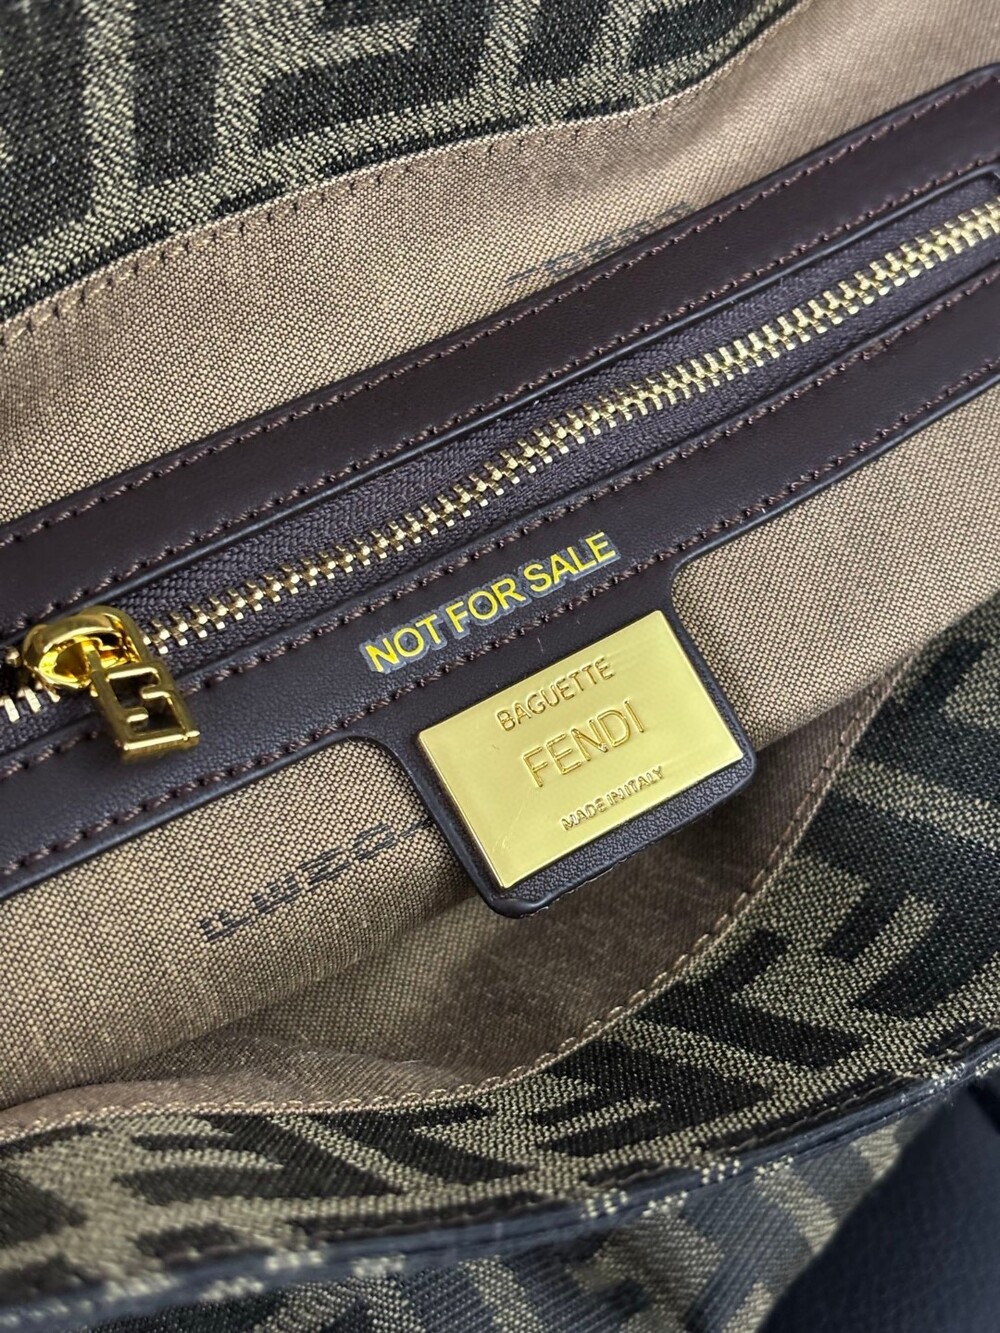 NOT FOR SALE
BAGUETTE
FENDI
MADE IN ITALY